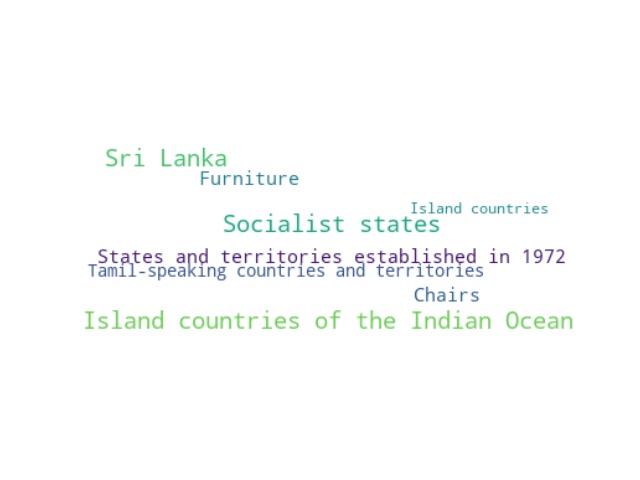 Sri Lanka
Furniture
Island countries
Socialist states
States and territories established in 1972
Tamil-speaking countries and territories
Chairs
Island countries of the Indian Ocean